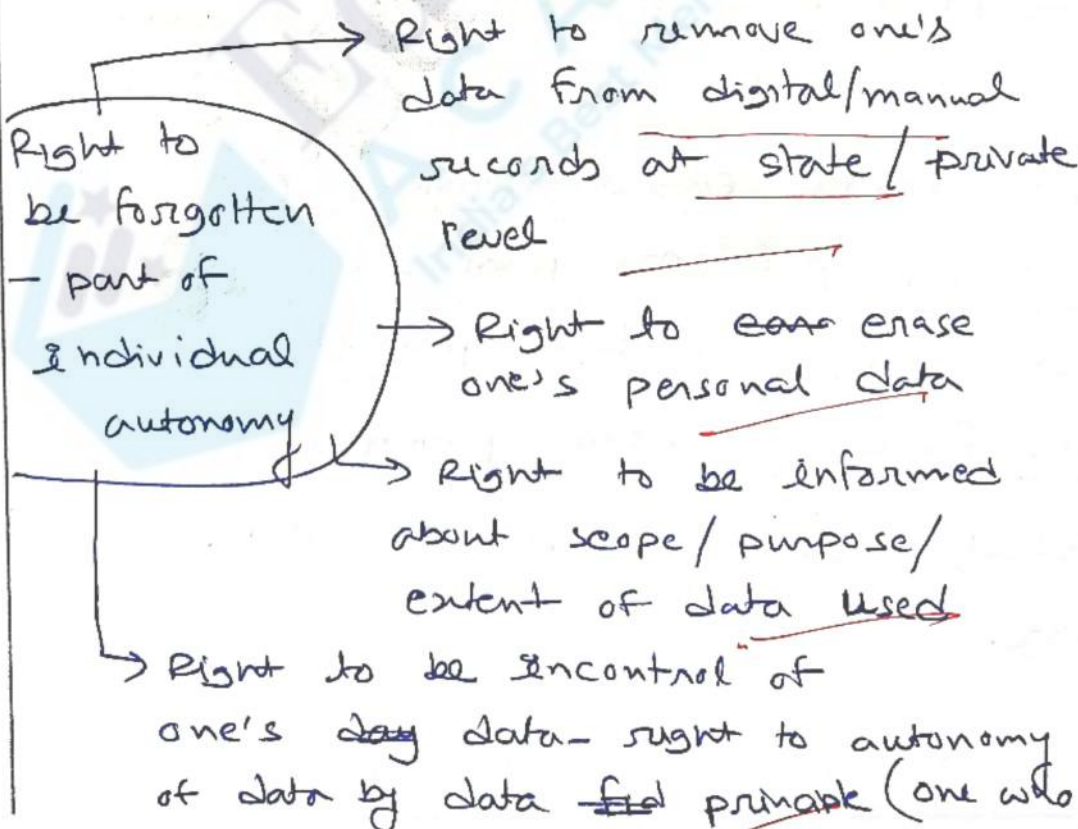 Right to remove one's
data from digital/manual
records at state/private
level
Right to
be forgotten
- part of
individual
autonomy
→ Right to erase
one's personal data
→ Right to be informed
about scope/purpose/
extent of data used
→ Right to be incontrol of
one's data - right to autonomy
of data by data (one who